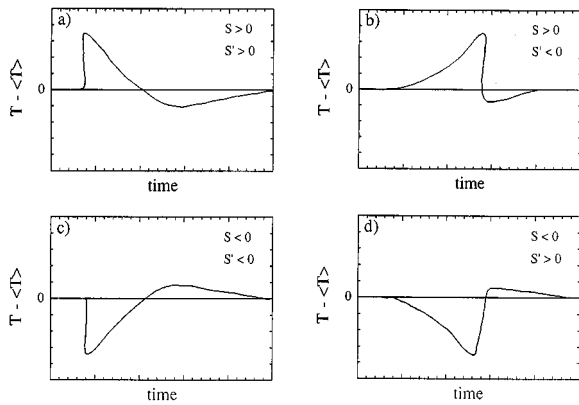 a)
S > 0
S' > 0
0
T - <T>
time
b)
S > 0
S' < 0
0
T - <T>
time
c)
S < 0
S' < 0
0
T - <T>
time
d)
S < 0
S' > 0
0
T - <T>
time